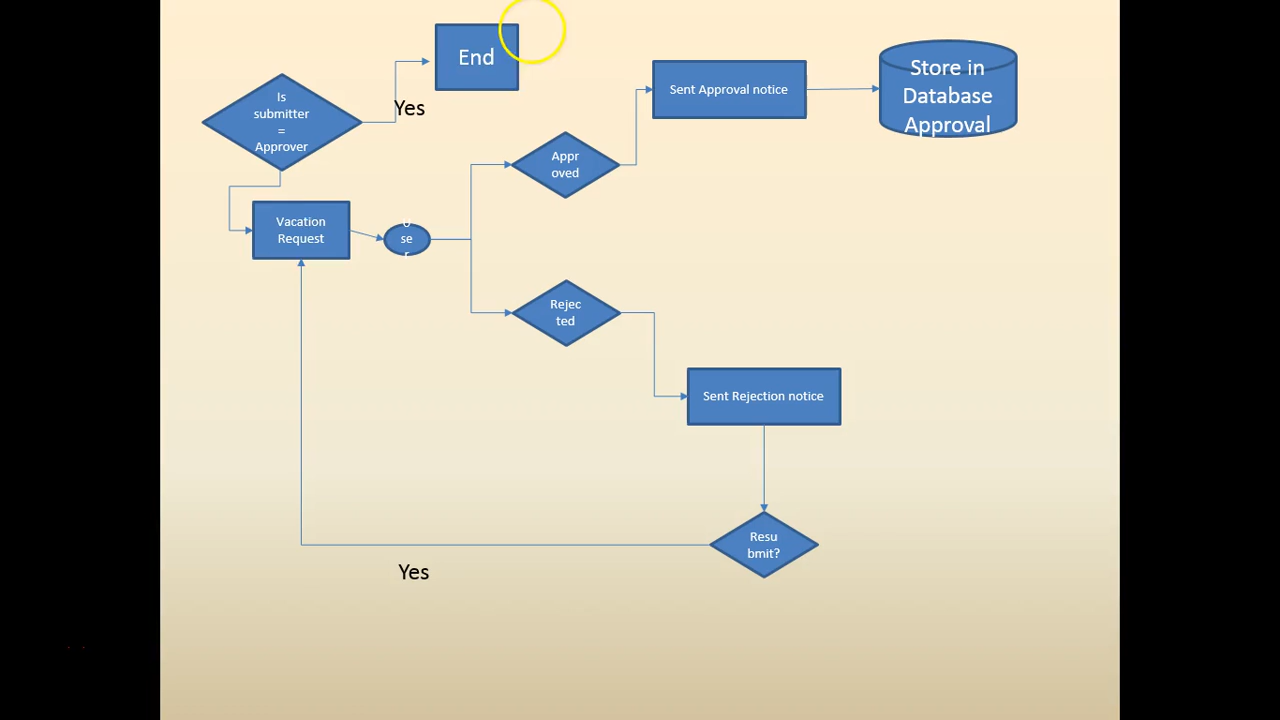 End
Is
submitter
=
Approver
Yes
Sent Approval notice
Store in
Database
Approval
Appr
oved
Vacation
Request
U
se
r
Rejec
ted
Sent Rejection notice
Resu
bmit?
Yes